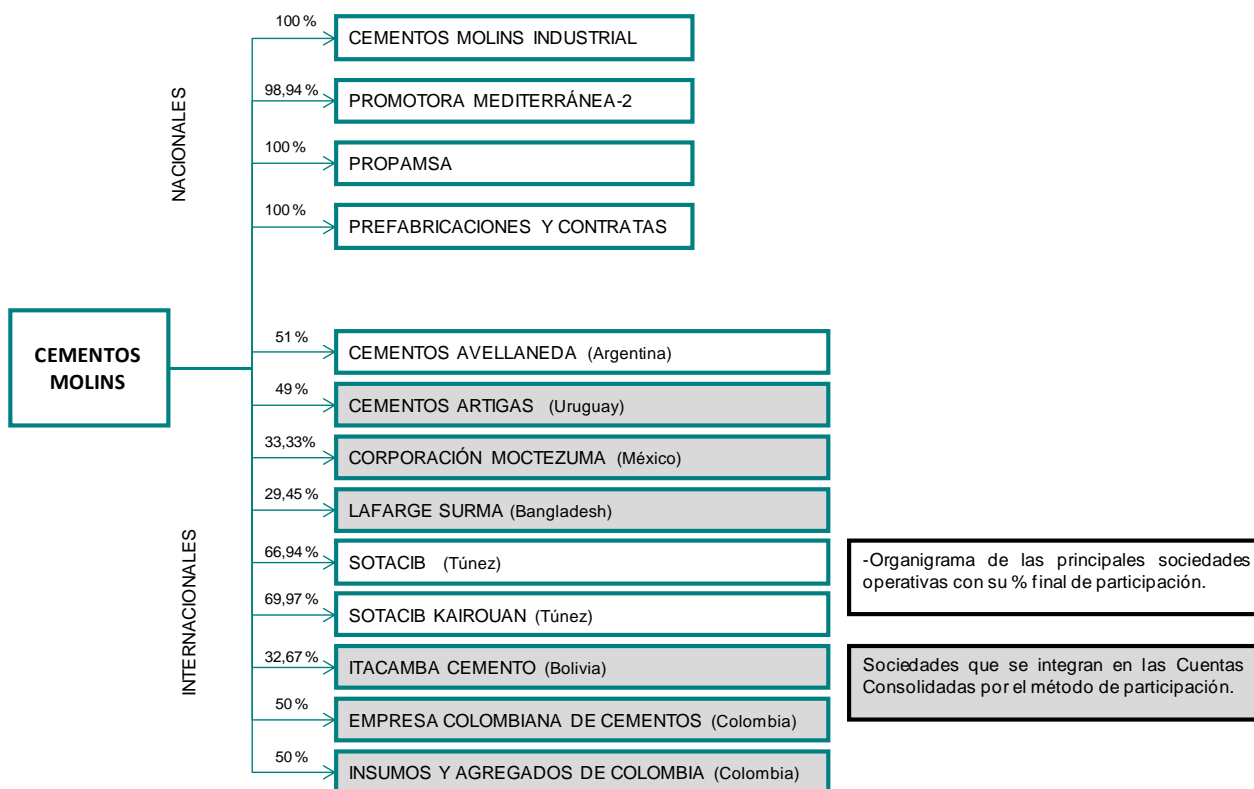 100 %
CEMENTOS MOLINS INDUSTRIAL
98,94 %
PROMOTORA MEDITERRÁNEA-2
NACIONALES
100 %
PROPAMSA
100 %
PREFABRICACIONES Y CONTRATAS
CEMENTOS
MOLINS
51 %
CEMENTOS AVELLANEDA (Argentina)
49 %
CEMENTOS ARTIGAS (Uruguay)
33,33%
CORPORACIÓN MOCTEZUMA (México)
29,45 %
LAFARGE SURMA (Bangladesh)
INTERNACIONALES
66,94 %
SOTACIB (Túnez)
69,97 %
SOTACIB KAIROUAN (Túnez)
32,67 %
ITACAMBA CEMENTO (Bolivia)
50 %
EMPRESA COLOMBIANA DE CEMENTOS (Colombia)
50 %
INSUMOS Y AGREGADOS DE COLOMBIA (Colombia)
-Organigrama de las principales sociedades
operativas con su % final de participación.
Sociedades que se integran en las Cuentas
Consolidadas por el método de participación.